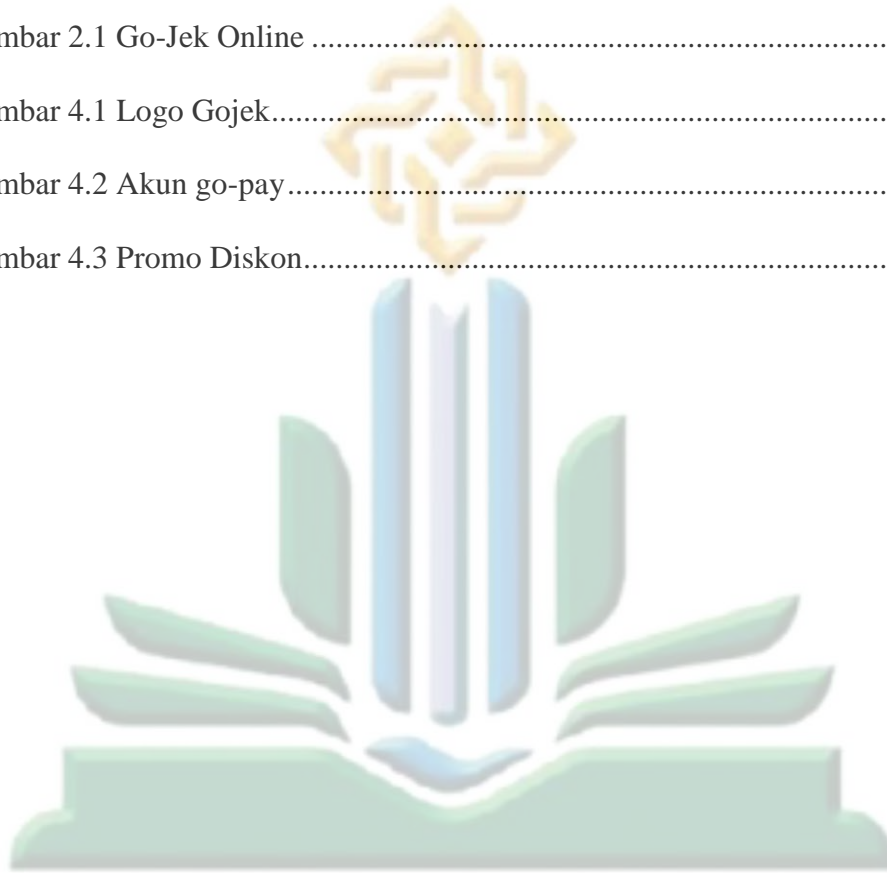 mbar 2.1 Go-Jek Online ........................................................................
mbar 4.1 Logo Gojek.............................................................................
mbar 4.2 Akun go-pay...........................................................................
mbar 4.3 Promo Diskon.........................................................................